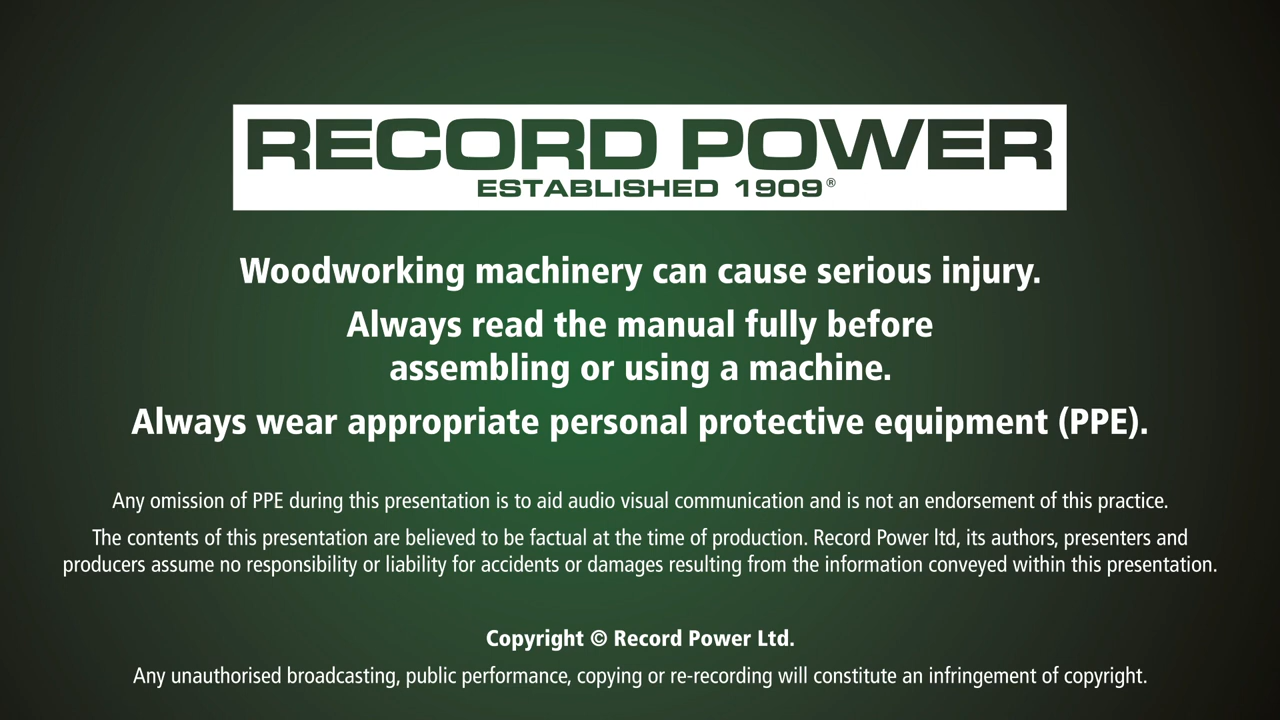 RECORD POWER
ESTABLISHED 1909®
Woodworking machinery can cause serious injury.
Always read the manual fully before
assembling or using a machine.
Always wear appropriate personal protective equipment (PPE).
Any omission of PPE during this presentation is to aid audio visual communication and is not an endorsement of this practice.
The contents of this presentation are believed to be factual at the time of production. Record Power ltd, its authors, presenters and
producers assume no responsibility or liability for accidents or damages resulting from the information conveyed within this presentation.
Copyright © Record Power Ltd.
Any unauthorised broadcasting, public performance, copying or re-recording will constitute an infringement of copyright.